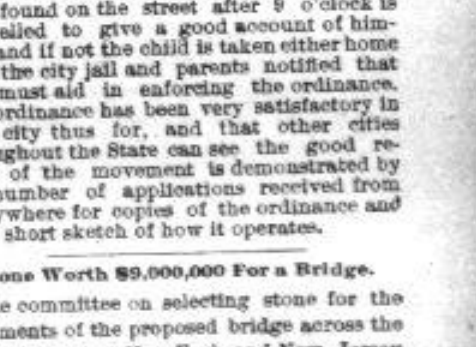 found on the street after 9 o'clock is
elled to give a good account of him-
and if not the child is taken either home
the city jail and parents notified that
must aid in enforcing the ordinance.
ordinance has been very satisfactory in
city thus for, and that other cities
ughout the State can see the good re-
of the movement is demonstrated by
number of applications received from
ywhere for copies of the ordinance and
short sketch of how it operates.
one Worth $9,000,000 For a Bridge.
e committee on selecting stone for the
ments of the proposed bridge across the